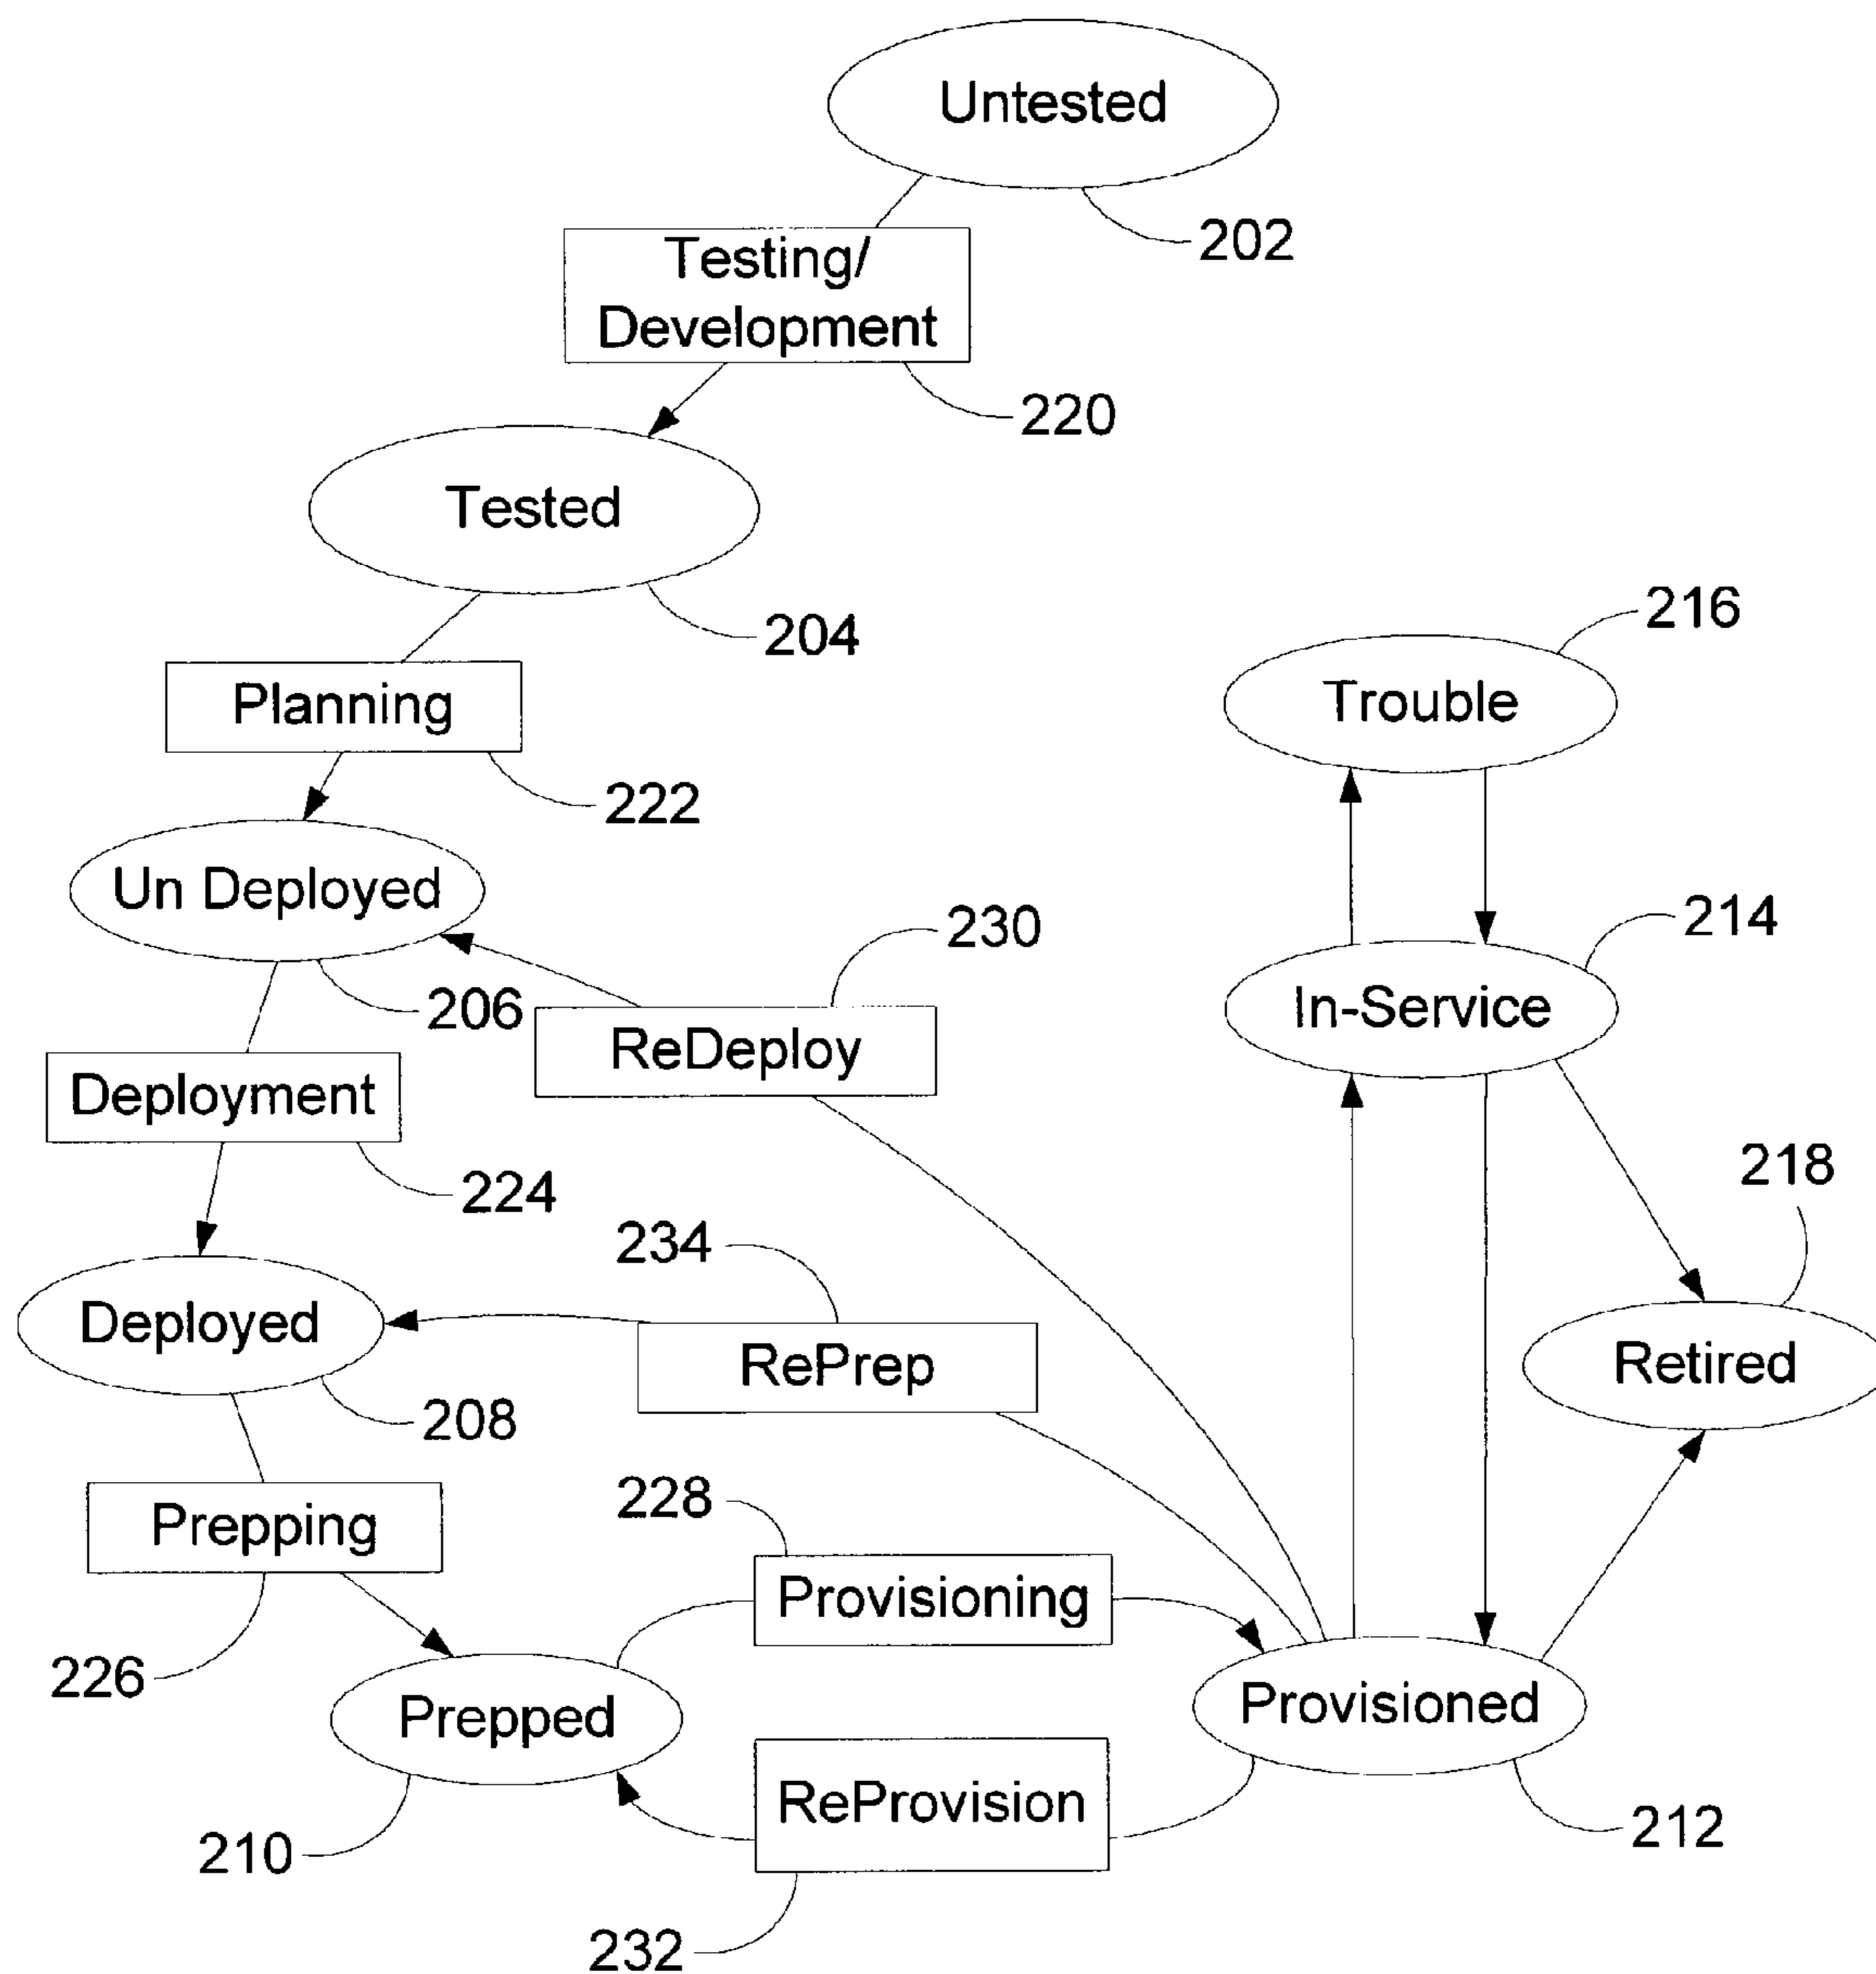 Untested
202
Testing/
Development
220
Tested
204
216
Planning
Trouble
222
Un Deployed
214
230
206
In-Service
ReDeploy
Deployment
218
224
234
Deployed
RePrep
Retired
208
228
Prepping
Provisioning
226
Prepped
Provisioned
ReProvision
212
210
232